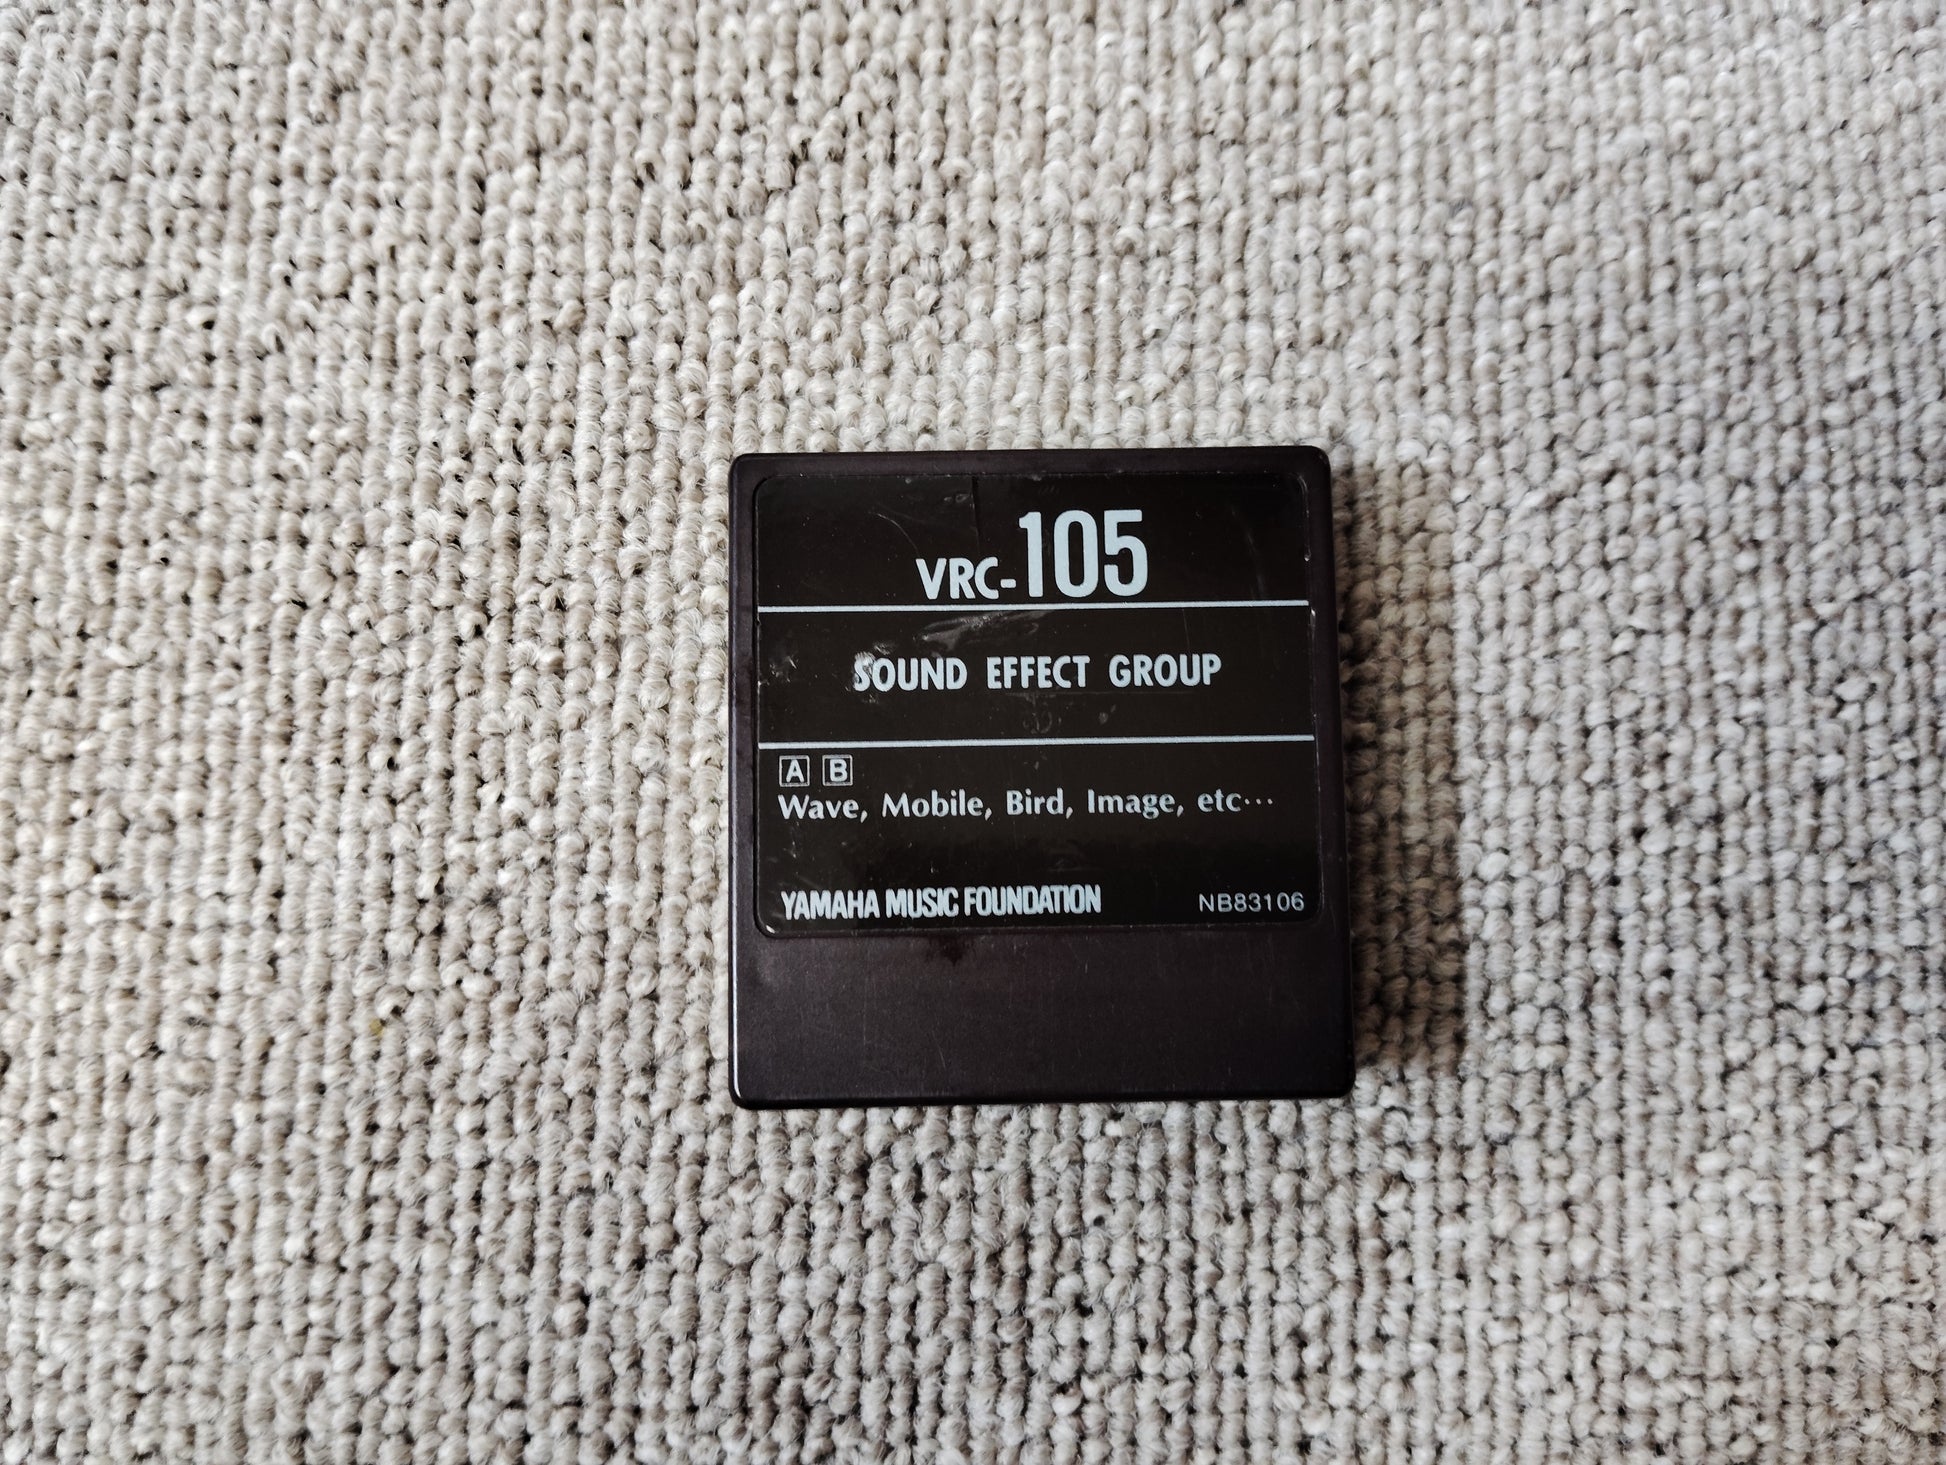 VRC-105
SOUND EFFECT GROUP
A B
Wave, Mobile, Bird, Image, etc···
YAMAHA MUSIC FOUNDATION NB83106